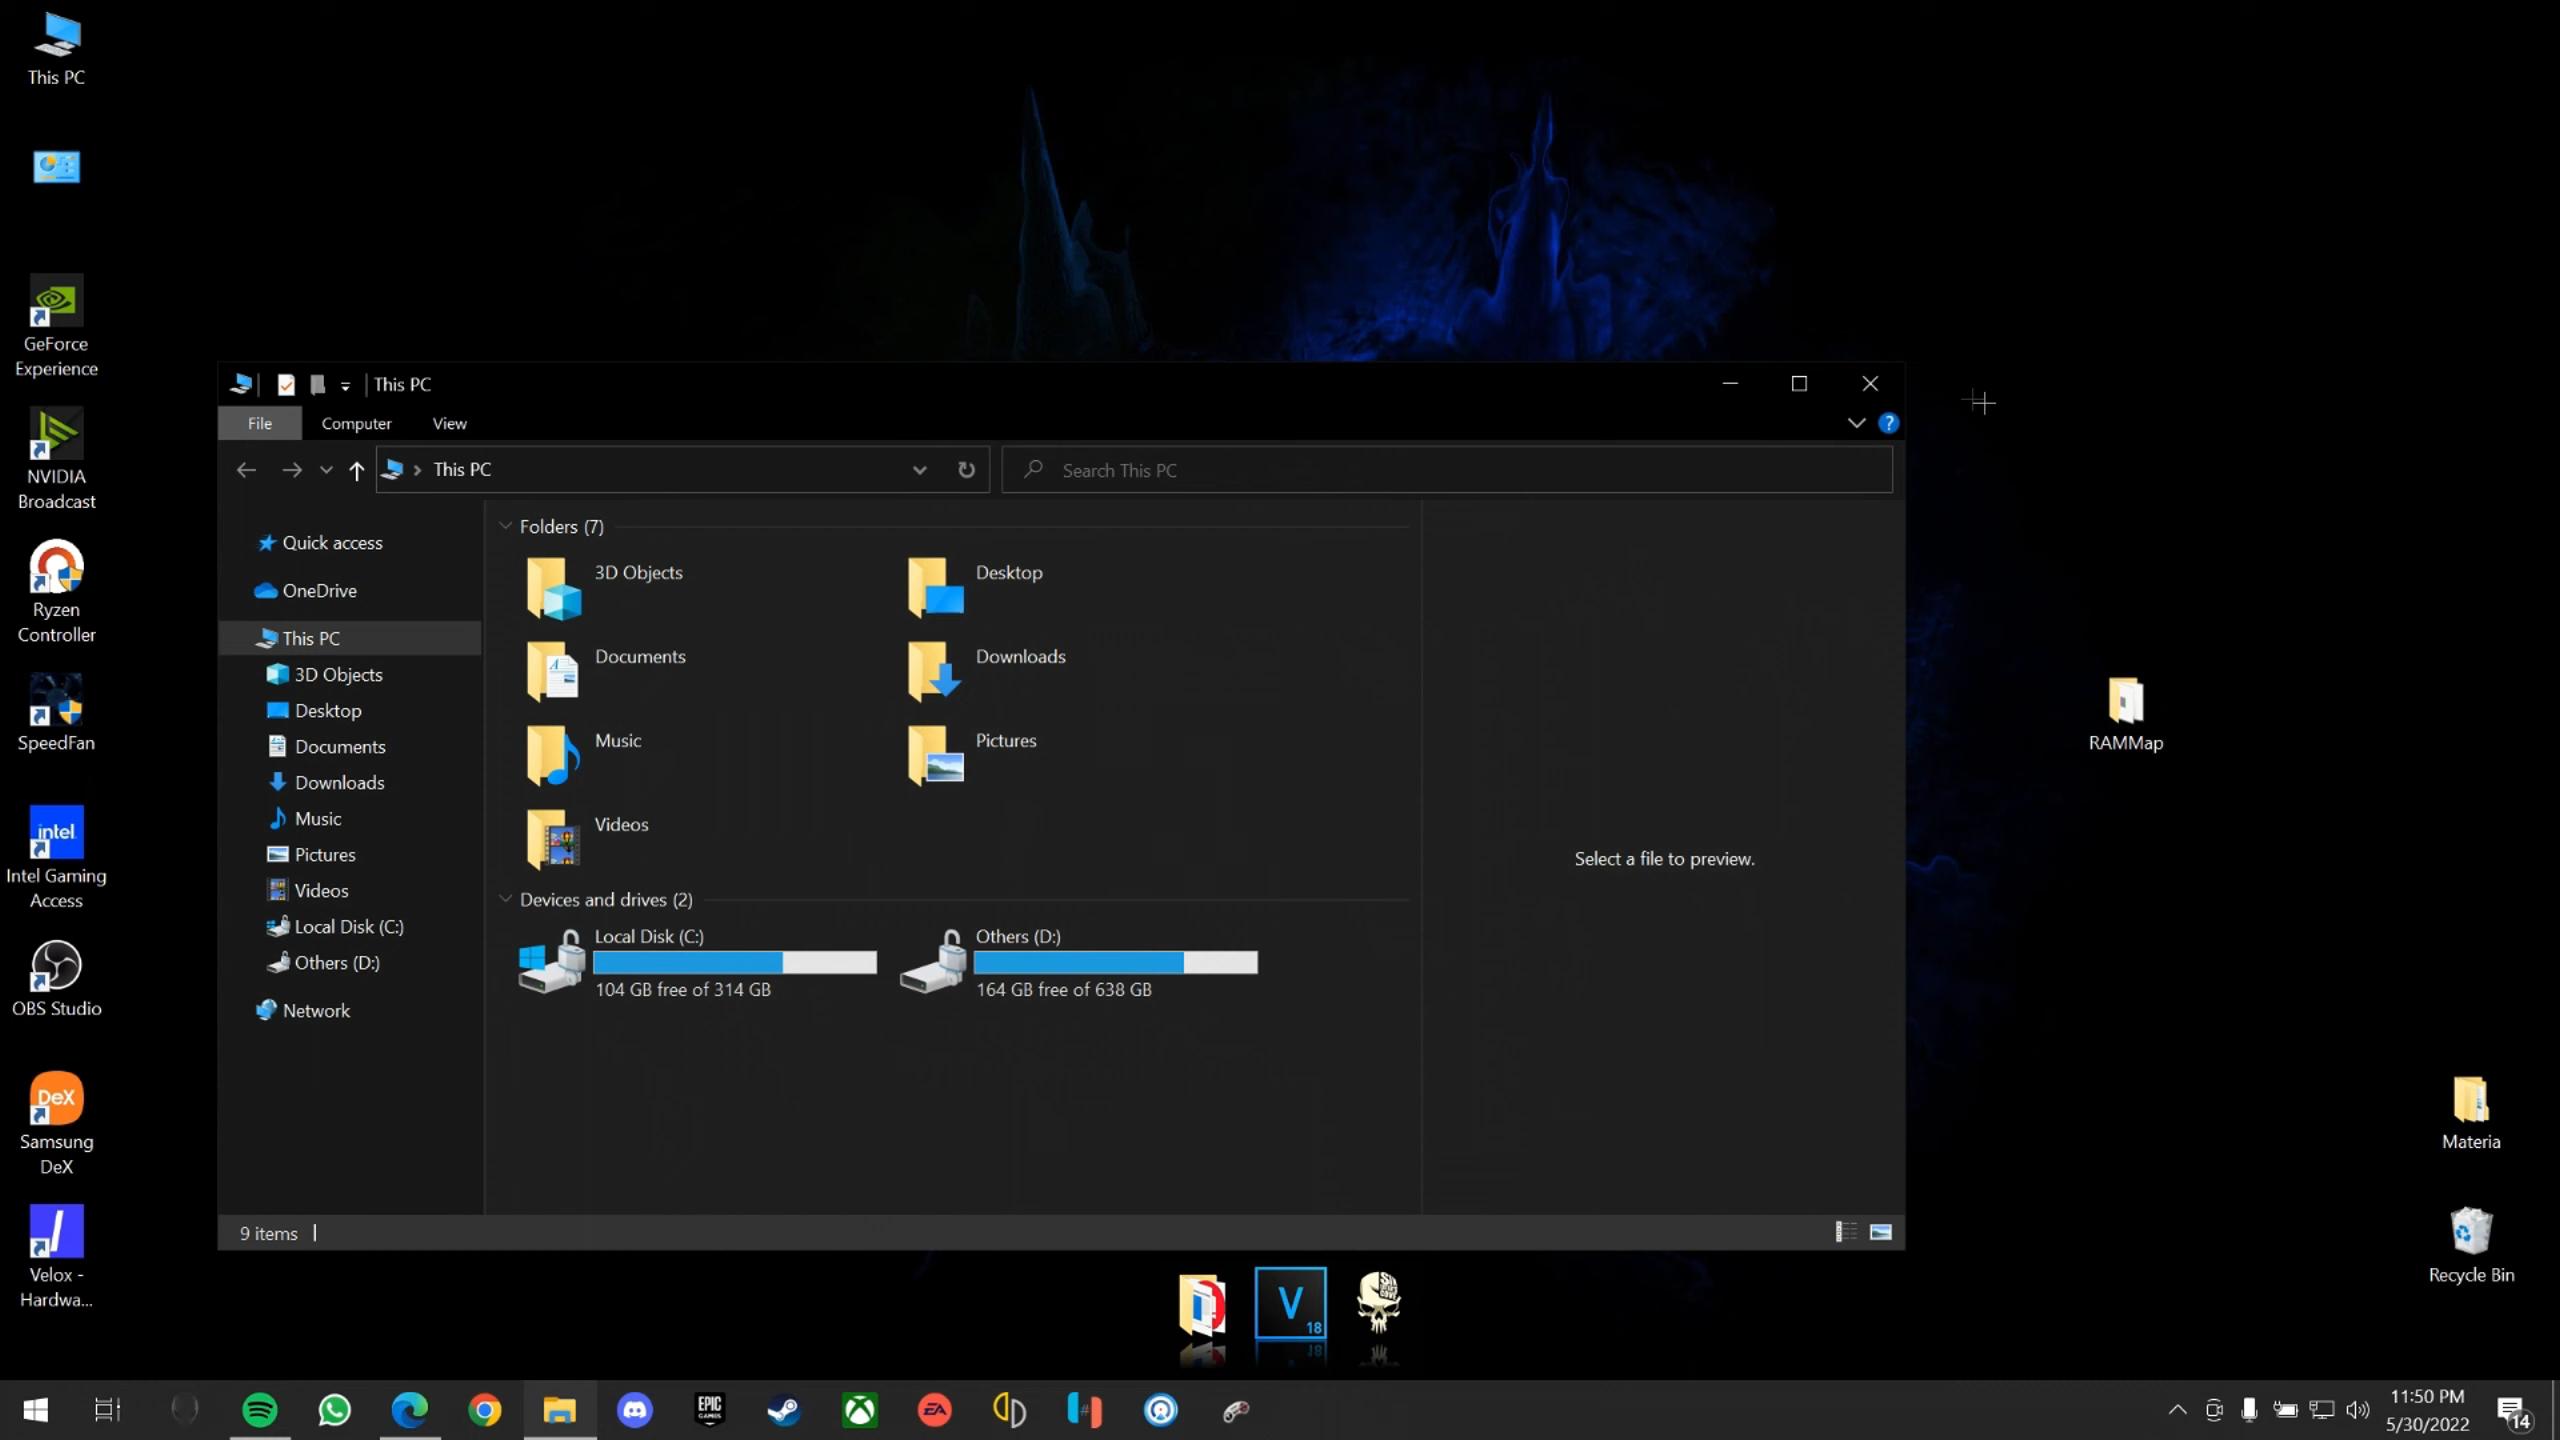 This PC
GeForce
Experience
NVIDIA
Broadcast
Ryzen
Controller
SpeedFan
intel
Intel Gaming
Access
OBS Studio
DeX
Samsung
DeX
Velox -
Hardwa...
This PC
File Computer View
?
This PC
Search This PC
Quick access
OneDrive
This PC
3D Objects
Desktop
Documents
Downloads
Music
Pictures
Videos
Local Disk (C:)
Others (D:)
Network
Folders (7)
3D Objects
Desktop
Documents
Downloads
Music
Pictures
Videos
Devices and drives (2)
Local Disk (C:)
104 GB free of 314 GB
Others (D:)
164 GB free of 638 GB
Select a file to preview.
9 items
RAMMap
Materia
Recycle Bin
V
18
EPIC
GAMES
EA
11:50 PM
5/30/2022
14